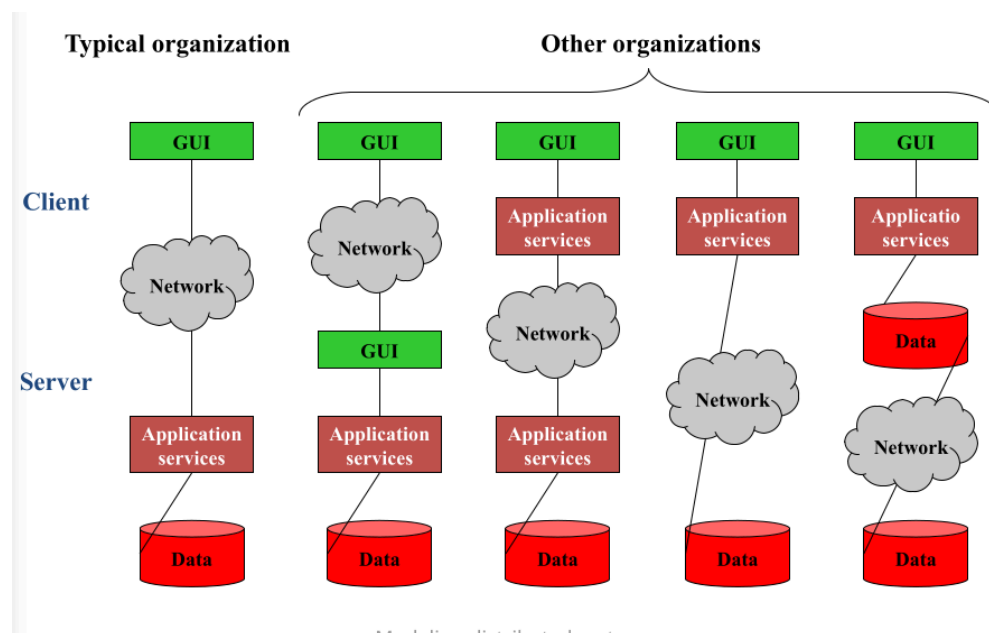 Typical organization
Other organizations
GUI
GUI
GUI
GUI
GUI
Client
Application
services
Application
services
Applicatio
services
Network
Network
Network
Data
Server
GUI
Network
Network
Application
services
Application
services
Application
services
Data
Data
Data
Data
Data